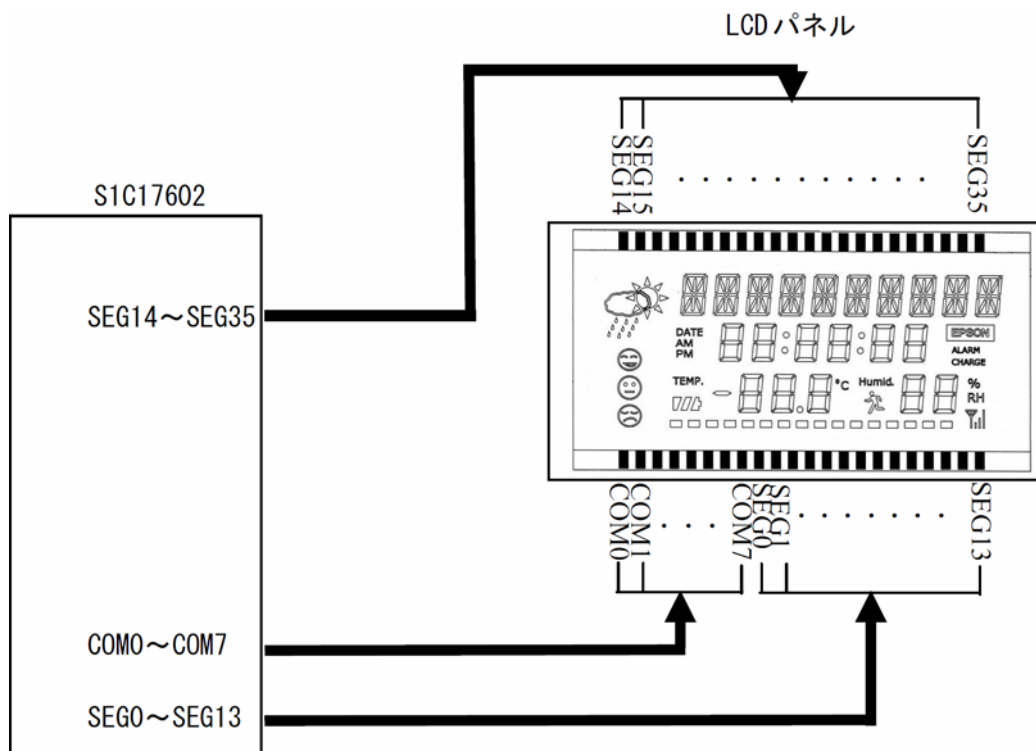 LCDパネル
SEG14
SEG15
・・・・・・・・・・・・
SEG35
S1C17602
SEG14～SEG35
DATE
AM
PM
EPSON
ALARM
CHARGE
TEMP.
℃
Humid.
%
RH
COM0
COM1
・・・
COM7
SEG0
SEG1
・・・・・・・
SEG13
COM0～COM7
SEG0～SEG13